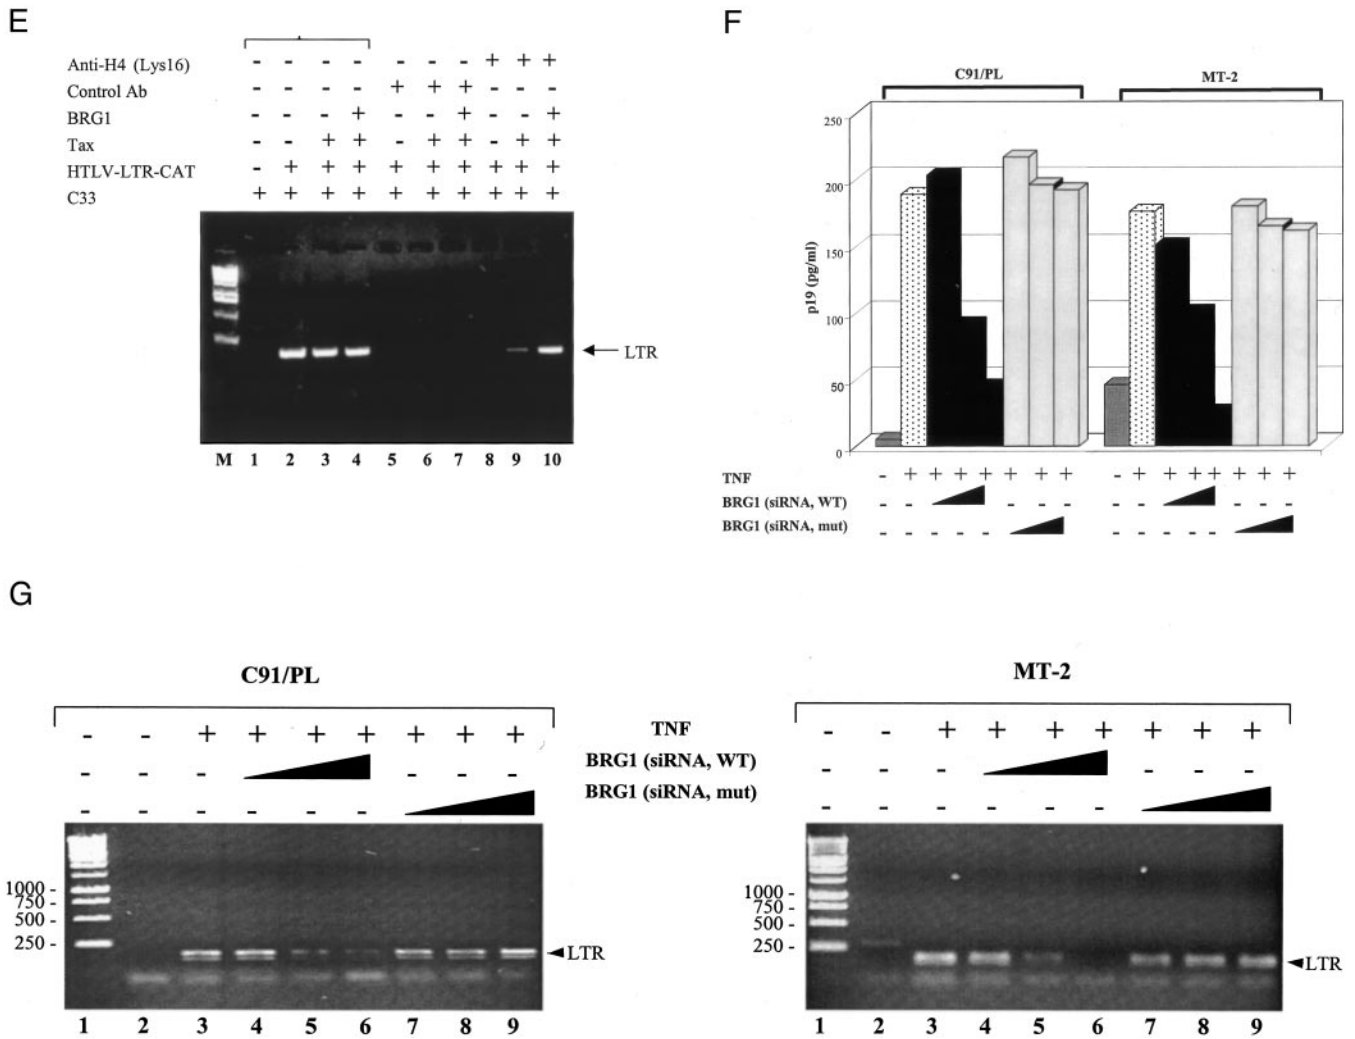 E
Anti-H4 (Lys16) - - - - - - - + + +
Control Ab - - - - + + + - - -
BRG1 - - - + - - + - - +
Tax - - + + - + + - + +
HTLV-LTR-CAT - + + + + + + + + +
C33 + + + + + + + + + +
LTR
M 1 2 3 4 5 6 7 8 9 10
F
C91/PL MT-2
250
200
150
100
50
0
p19 (pg/ml)
TNF - + + + + + + + - + + + + + + +
BRG1 (siRNA, WT) - - - - - - - - - -
BRG1 (siRNA, mut) - - - - - - - - - -
G
C91/PL
- - + + + + + + +
- - - - - -
- - - - - -
1000 -
750 -
500 -
250 -
LTR
1 2 3 4 5 6 7 8 9
TNF
BRG1 (siRNA, WT)
BRG1 (siRNA, mut)
MT-2
- - + + + + + + +
- - - - - -
- - - - - -
1000 -
750 -
500 -
250 -
LTR
1 2 3 4 5 6 7 8 9